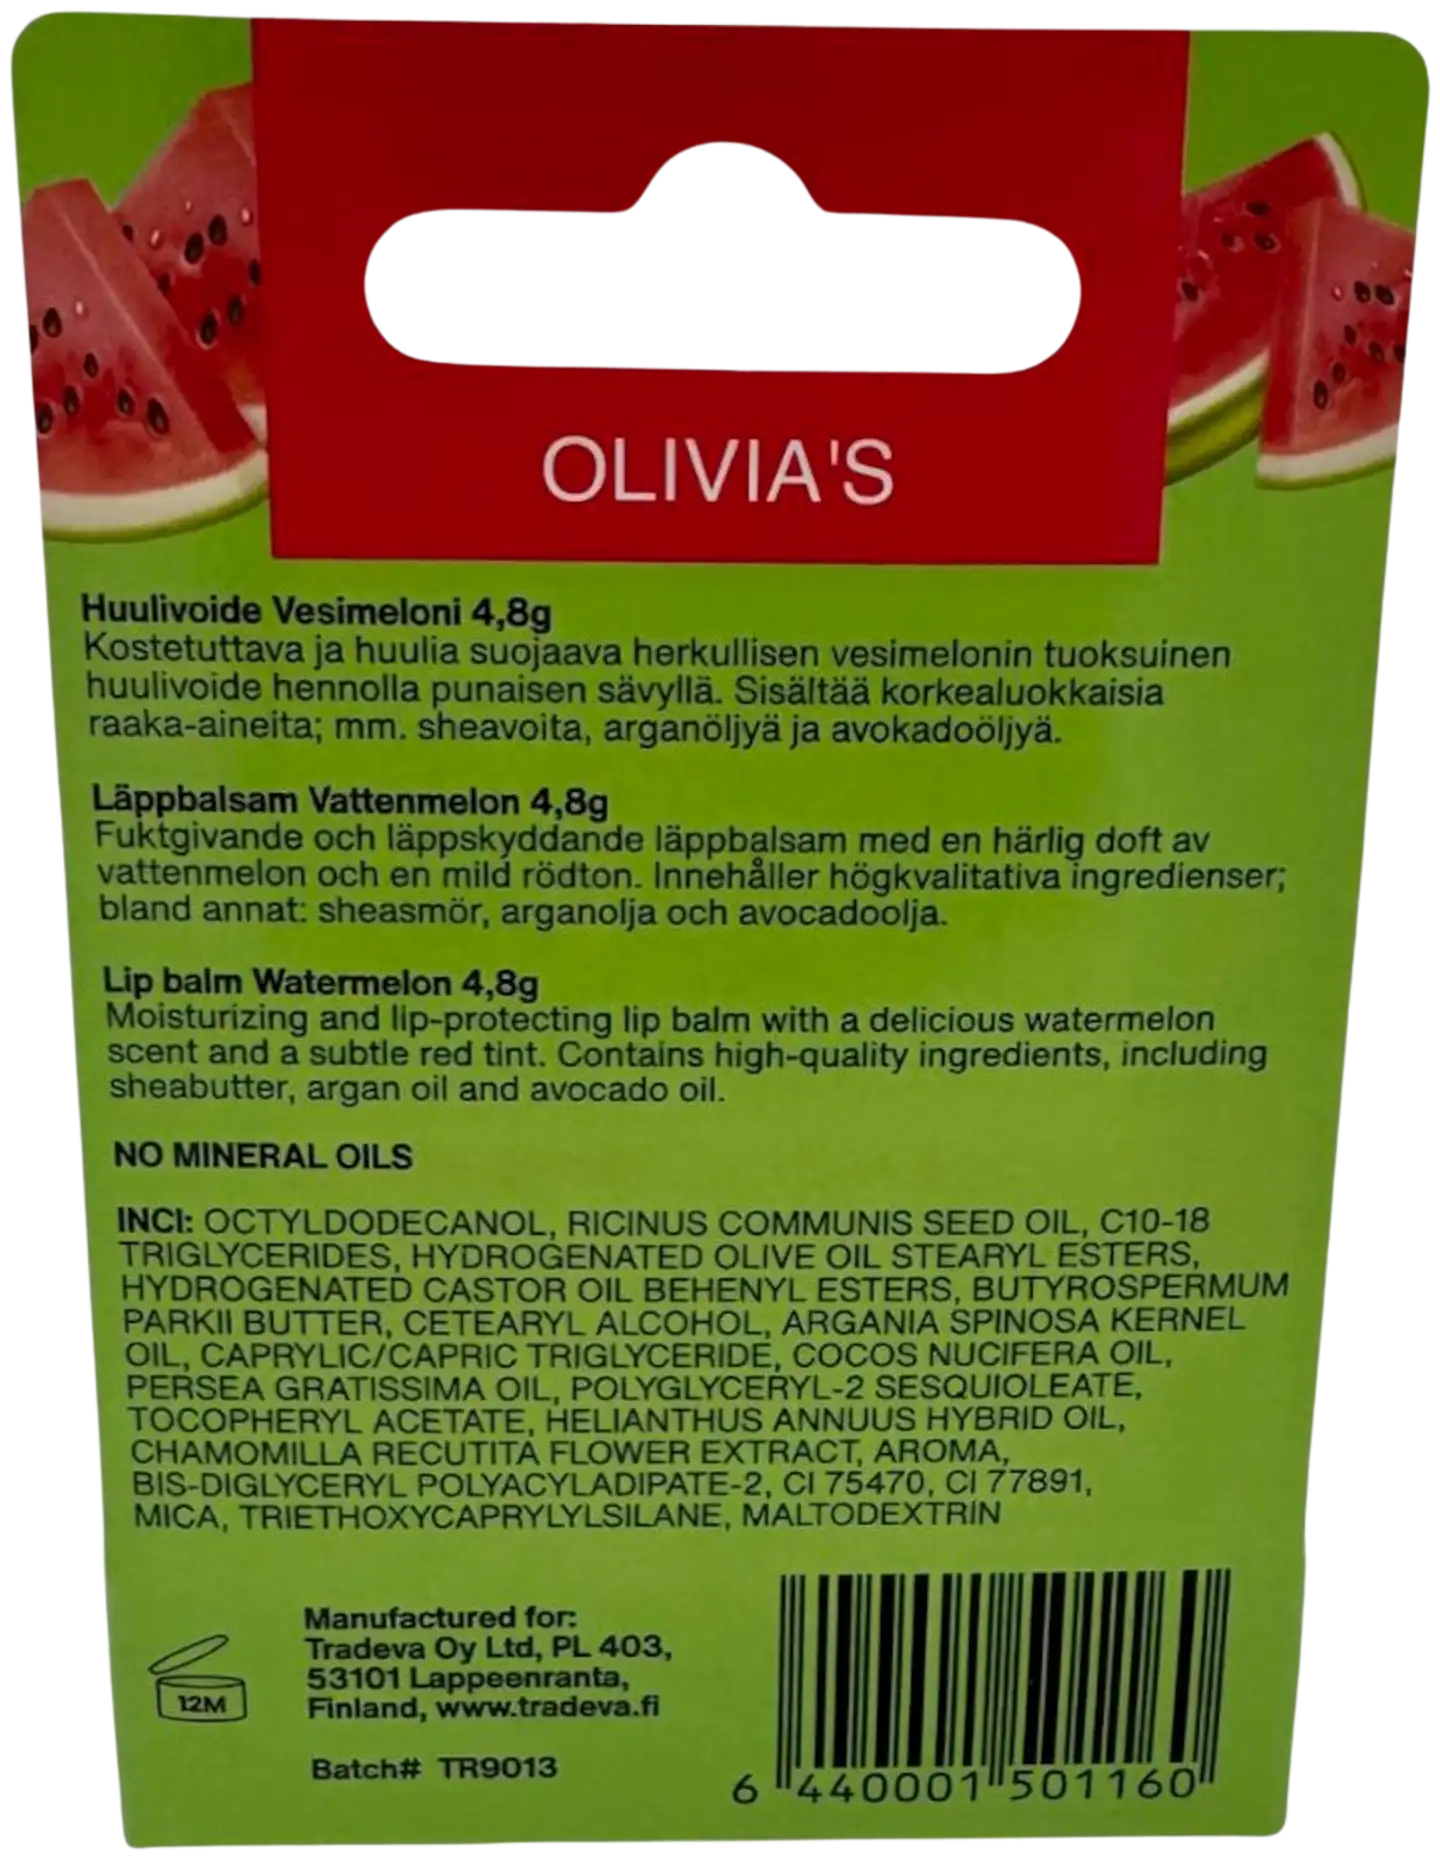 OLIVIA'S
Huulivoide Vesimeloni 4,8g
Kostetuttava ja huulia suojaava herkullisen vesimelonin tuoksuinen
huulivoide hennolla punaisen sävyllä. Sisältää korkealuokkaisia
raaka-aineita; mm. sheavoita, arganöljyä ja avokadoöljyä.
Läppbalsam Vattenmelon 4,8g
Fuktgivande och läppskyddande läppbalsam med en härlig doft av
vattenmelon och en mild rödton. Innehåller högkvalitativa ingredienser;
bland annat: sheasmör, arganolja och avocadoolja.
Lip balm Watermelon 4,8g
Moisturizing and lip-protecting lip balm with a delicious watermelon
scent and a subtle red tint. Contains high-quality ingredients, including
sheabutter, argan oil and avocado oil.
NO MINERAL OILS
INCI: OCTYLDODECANOL, RICINUS COMMUNIS SEED OIL, C10-18
TRIGLYCERIDES, HYDROGENATED OLIVE OIL STEARYL ESTERS,
HYDROGENATED CASTOR OIL BEHENYL ESTERS, BUTYROSPERMUM
PARKII BUTTER, CETEARYL ALCOHOL, ARGANIA SPINOSA KERNEL
OIL, CAPRYLIC/CAPRIC TRIGLYCERIDE, COCOS NUCIFERA OIL,
PERSEA GRATISSIMA OIL, POLYGLYCERYL-2 SESQUIOLEATE,
TOCOPHERYL ACETATE, HELIANTHUS ANNUUS HYBRID OIL,
CHAMOMILLA RECUTITA FLOWER EXTRACT, AROMA,
BIS-DIGLYCERYL POLYACYLADIPATE-2, CI 75470, CI 77891,
MICA, TRIETHOXYCAPRYLYLSILANE, MALTODEXTRIN
12M
Manufactured for:
Tradeva Oy Ltd, PL 403,
53101 Lappeenranta,
Finland, www.tradeva.fi
Batch# TR9013
6 440001 501160